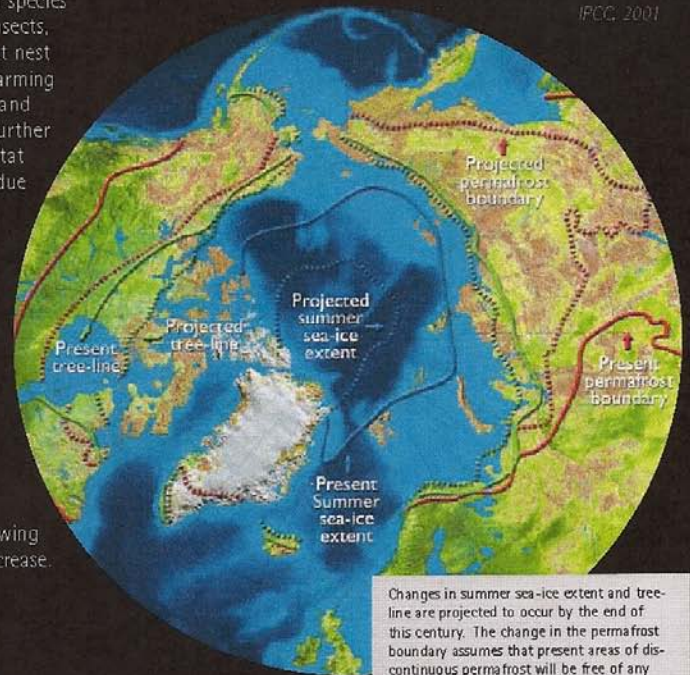 species
nsects,
t nest
arming
and
urther
tat
due
wing
crease.
IPCC, 2001
Projected
permafrost
boundary
Projected
summer
sea-ice
extent
Projected
tree-line
Present
tree-line
Present
permafrost
boundary
Present
Summer
sea-ice
extent
Changes in summer sea-ice extent and tree-
line are projected to occur by the end of
this century. The change in the permafrost
boundary assumes that present areas of dis-
continuous permafrost will be free of any